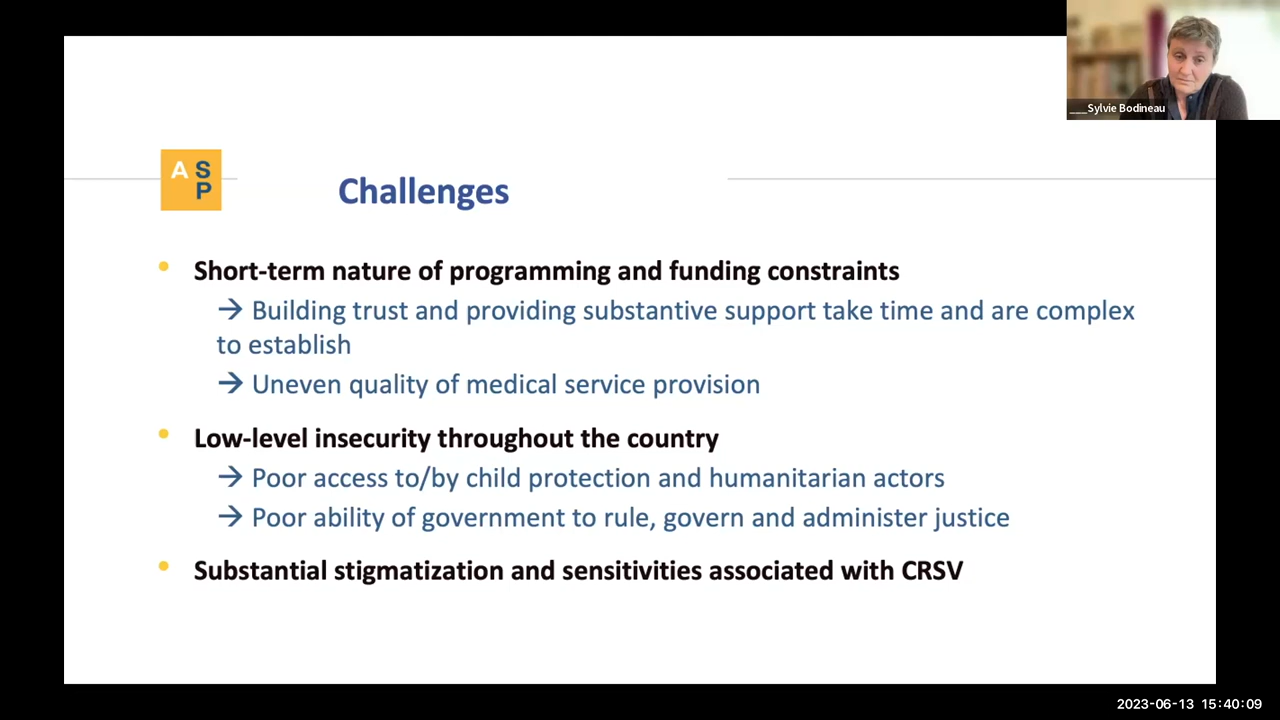 ___Sylvie Bodineau
A S
P
Challenges
• Short-term nature of programming and funding constraints
→ Building trust and providing substantive support take time and are complex
to establish
→ Uneven quality of medical service provision
• Low-level insecurity throughout the country
→ Poor access to/by child protection and humanitarian actors
→ Poor ability of government to rule, govern and administer justice
• Substantial stigmatization and sensitivities associated with CRSV
2023-06-13 15:40:09